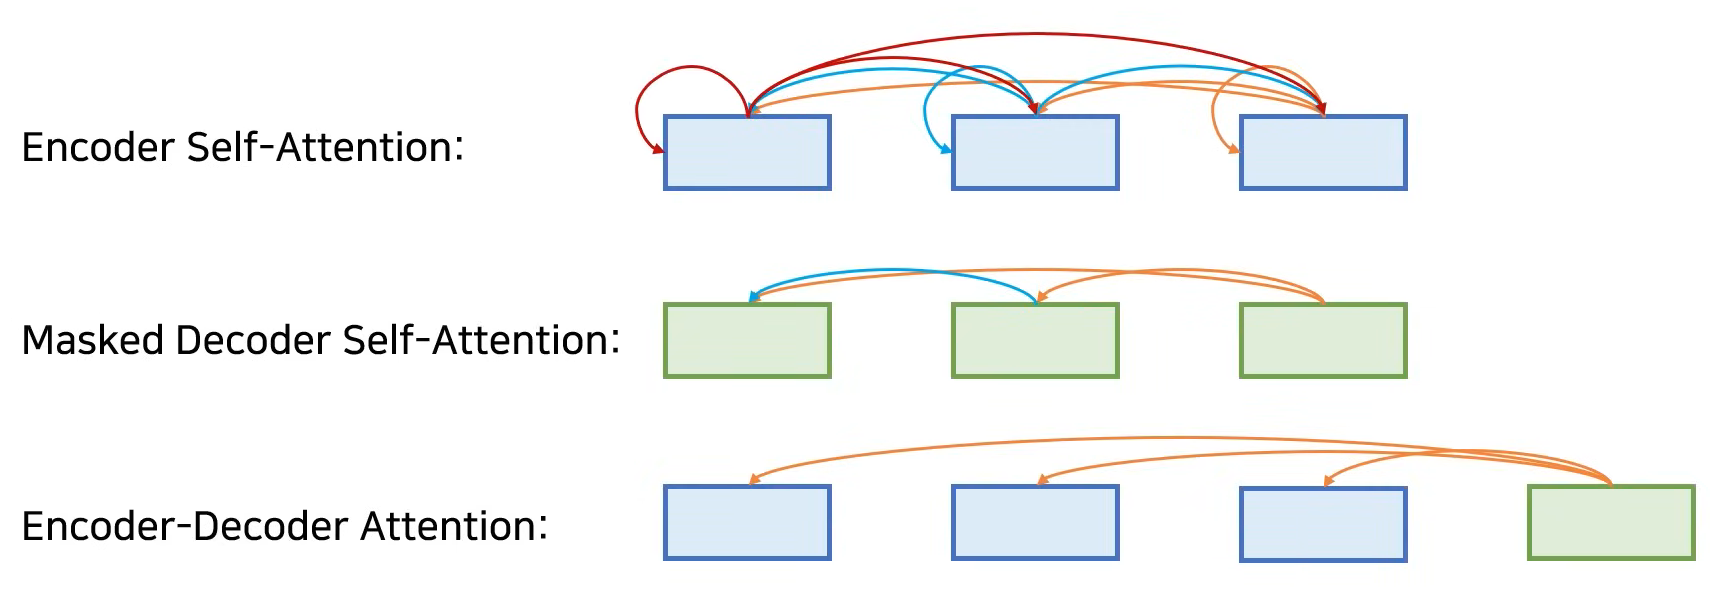 Encoder Self-Attention:
Masked Decoder Self-Attention:
Encoder-Decoder Attention: